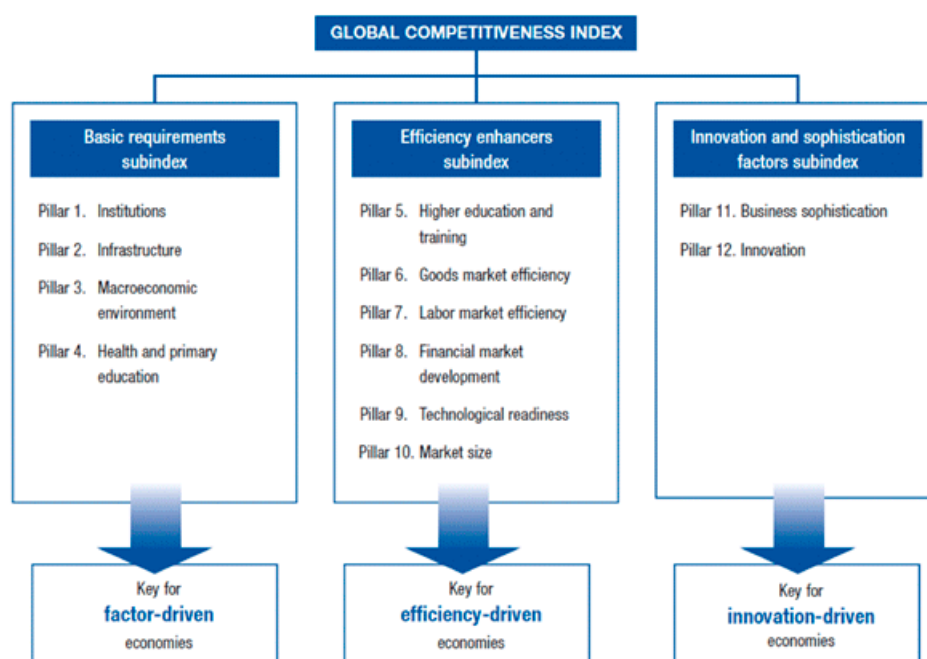 GLOBAL COMPETITIVENESS INDEX
Basic requirements
subindex
Pillar 1. Institutions
Pillar 2. Infrastructure
Pillar 3. Macroeconomic
environment
Pillar 4. Health and primary
education
Key for
factor-driven
economies
Efficiency enhancers
subindex
Pillar 5. Higher education and
training
Pillar 6. Goods market efficiency
Pillar 7. Labor market efficiency
Pillar 8. Financial market
development
Pillar 9. Technological readiness
Pillar 10. Market size
Key for
efficiency-driven
economies
Innovation and sophistication
factors subindex
Pillar 11. Business sophistication
Pillar 12. Innovation
Key for
innovation-driven
economies